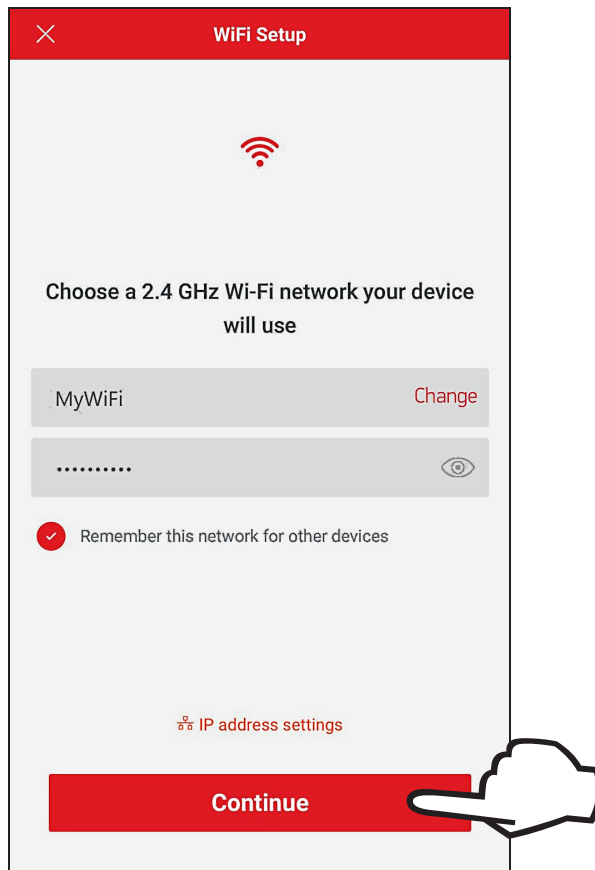 WiFi Setup
Choose a 2.4 GHz Wi-Fi network your device
will use
MyWiFi Change
••••••••••
Remember this network for other devices
IP address settings
Continue